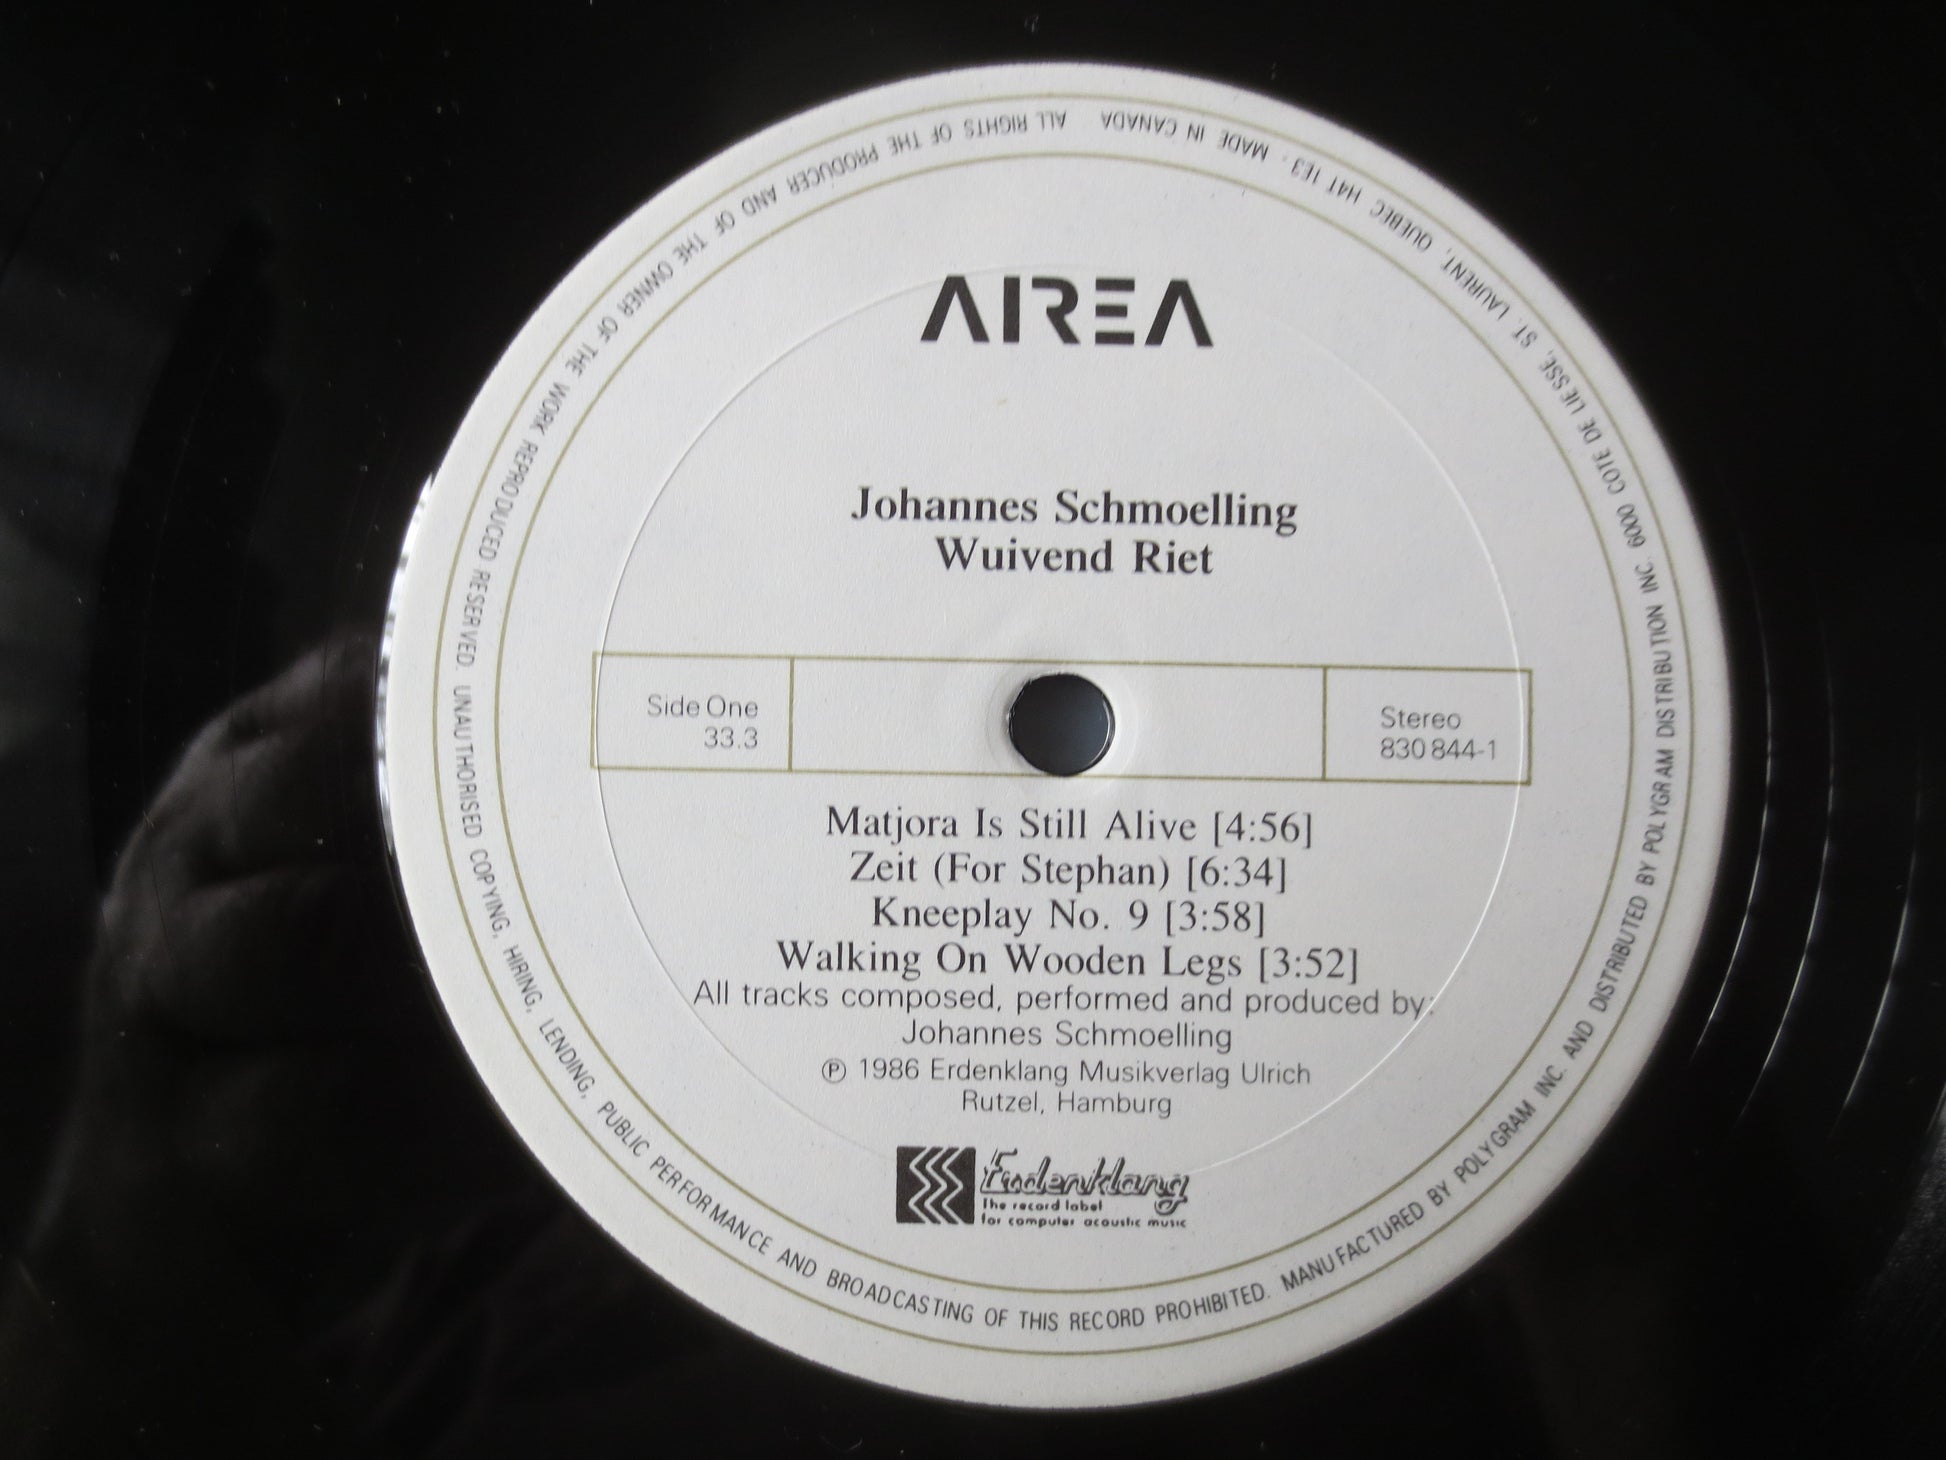 AIREA
Johannes Schmoelling
Wuivend Riet
Side One
33.3
Stereo
830 844-1
Matjora Is Still Alive [4:56]
Zeit (For Stephan) [6:34]
Kneeplay No. 9 [3:58]
Walking On Wooden Legs [3:52]
All tracks composed, performed and produced by:
Johannes Schmoelling
℗ 1986 Erdenklang Musikverlag Ulrich
Rutzel, Hamburg
Erdenklang
The record label
for computer acoustic music
ALL RIGHTS OF THE PRODUCER AND OF THE OWNER OF THE WORK REPRODUCED RESERVED. UNAUTHORISED COPYING, HIRING, LENDING, PUBLIC PERFORMANCE AND BROADCASTING OF THIS RECORD PROHIBITED. MANUFACTURED BY POLYGRAM INC. AND DISTRIBUTED BY POLYGRAM DISTRIBUTION INC. 6000 COTE DE LIESSE, ST. LAURENT, QUEBEC H4T 1E3 - MADE IN CANADA